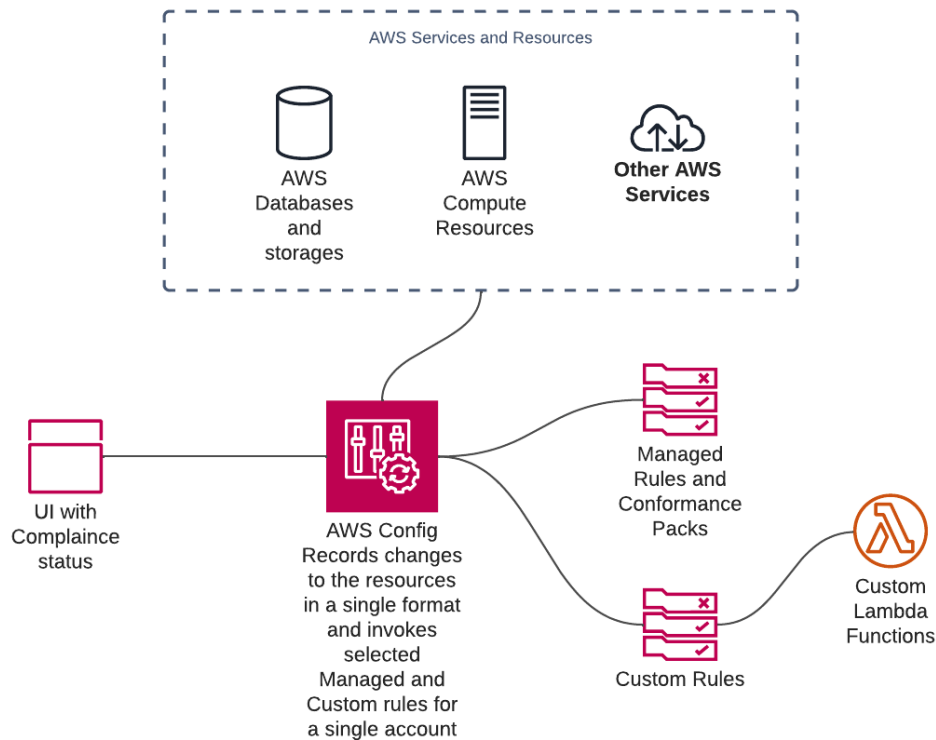 AWS Services and Resources
AWS
Databases
and
storages
AWS
Compute
Resources
Other AWS
Services
UI with
Complaince
status
AWS Config
Records changes
to the resources
in a single format
and invokes
selected
Managed and
Custom rules for
a single account
Managed
Rules and
Conformance
Packs
Custom Rules
Custom
Lambda
Functions